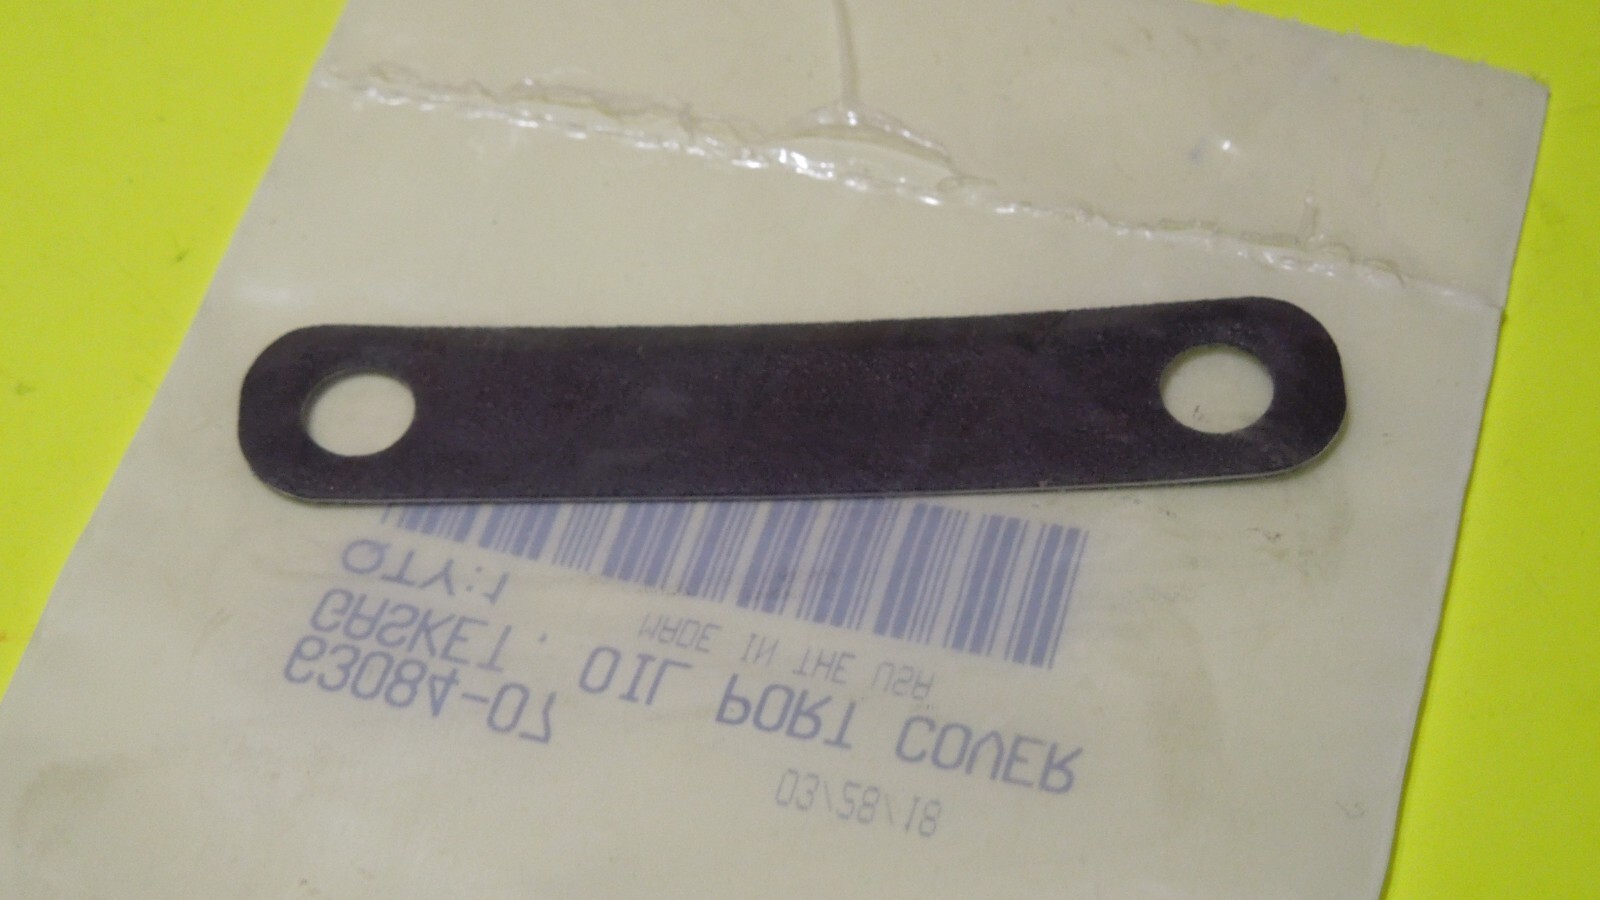 63084-07 03/28/18
GASKET, OIL PORT COVER
QTY:1 MADE IN THE USA